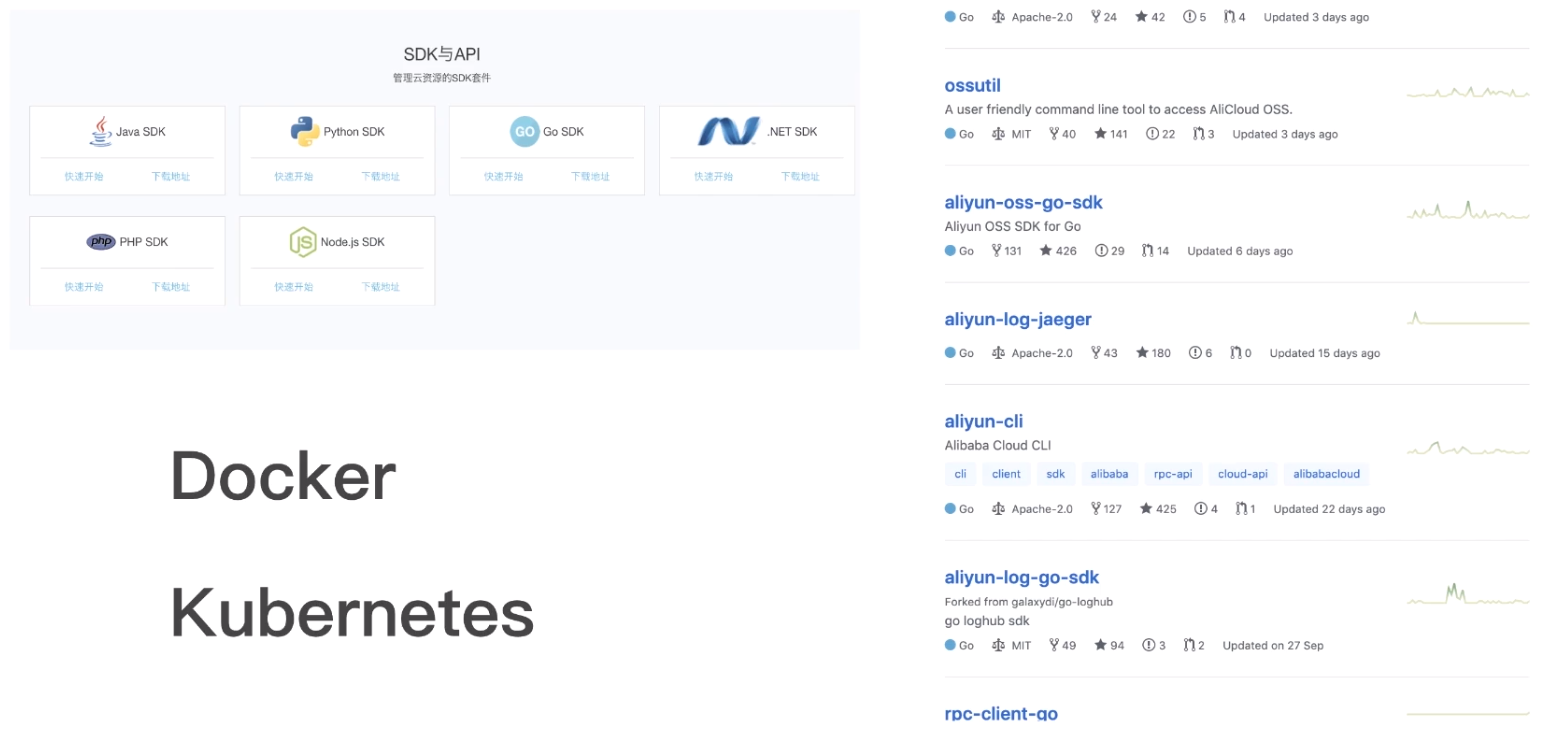 SDK与API
管理云资源的SDK套件
Java SDK
快速开始 下载地址
Python SDK
快速开始 下载地址
GO Go SDK
快速开始 下载地址
.NET SDK
快速开始 下载地址
php PHP SDK
快速开始 下载地址
JS Node.js SDK
快速开始 下载地址
Docker
Kubernetes
Go Apache-2.0 24 42 5 4 Updated 3 days ago
ossutil
A user friendly command line tool to access AliCloud OSS.
Go MIT 40 141 22 3 Updated 3 days ago
aliyun-oss-go-sdk
Aliyun OSS SDK for Go
Go 131 426 29 14 Updated 6 days ago
aliyun-log-jaeger
Go Apache-2.0 43 180 6 0 Updated 15 days ago
aliyun-cli
Alibaba Cloud CLI
cli client sdk alibaba rpc-api cloud-api alibabacloud
Go Apache-2.0 127 425 4 1 Updated 22 days ago
aliyun-log-go-sdk
Forked from galaxydi/go-loghub
go loghub sdk
Go MIT 49 94 3 2 Updated on 27 Sep
rpc-client-go